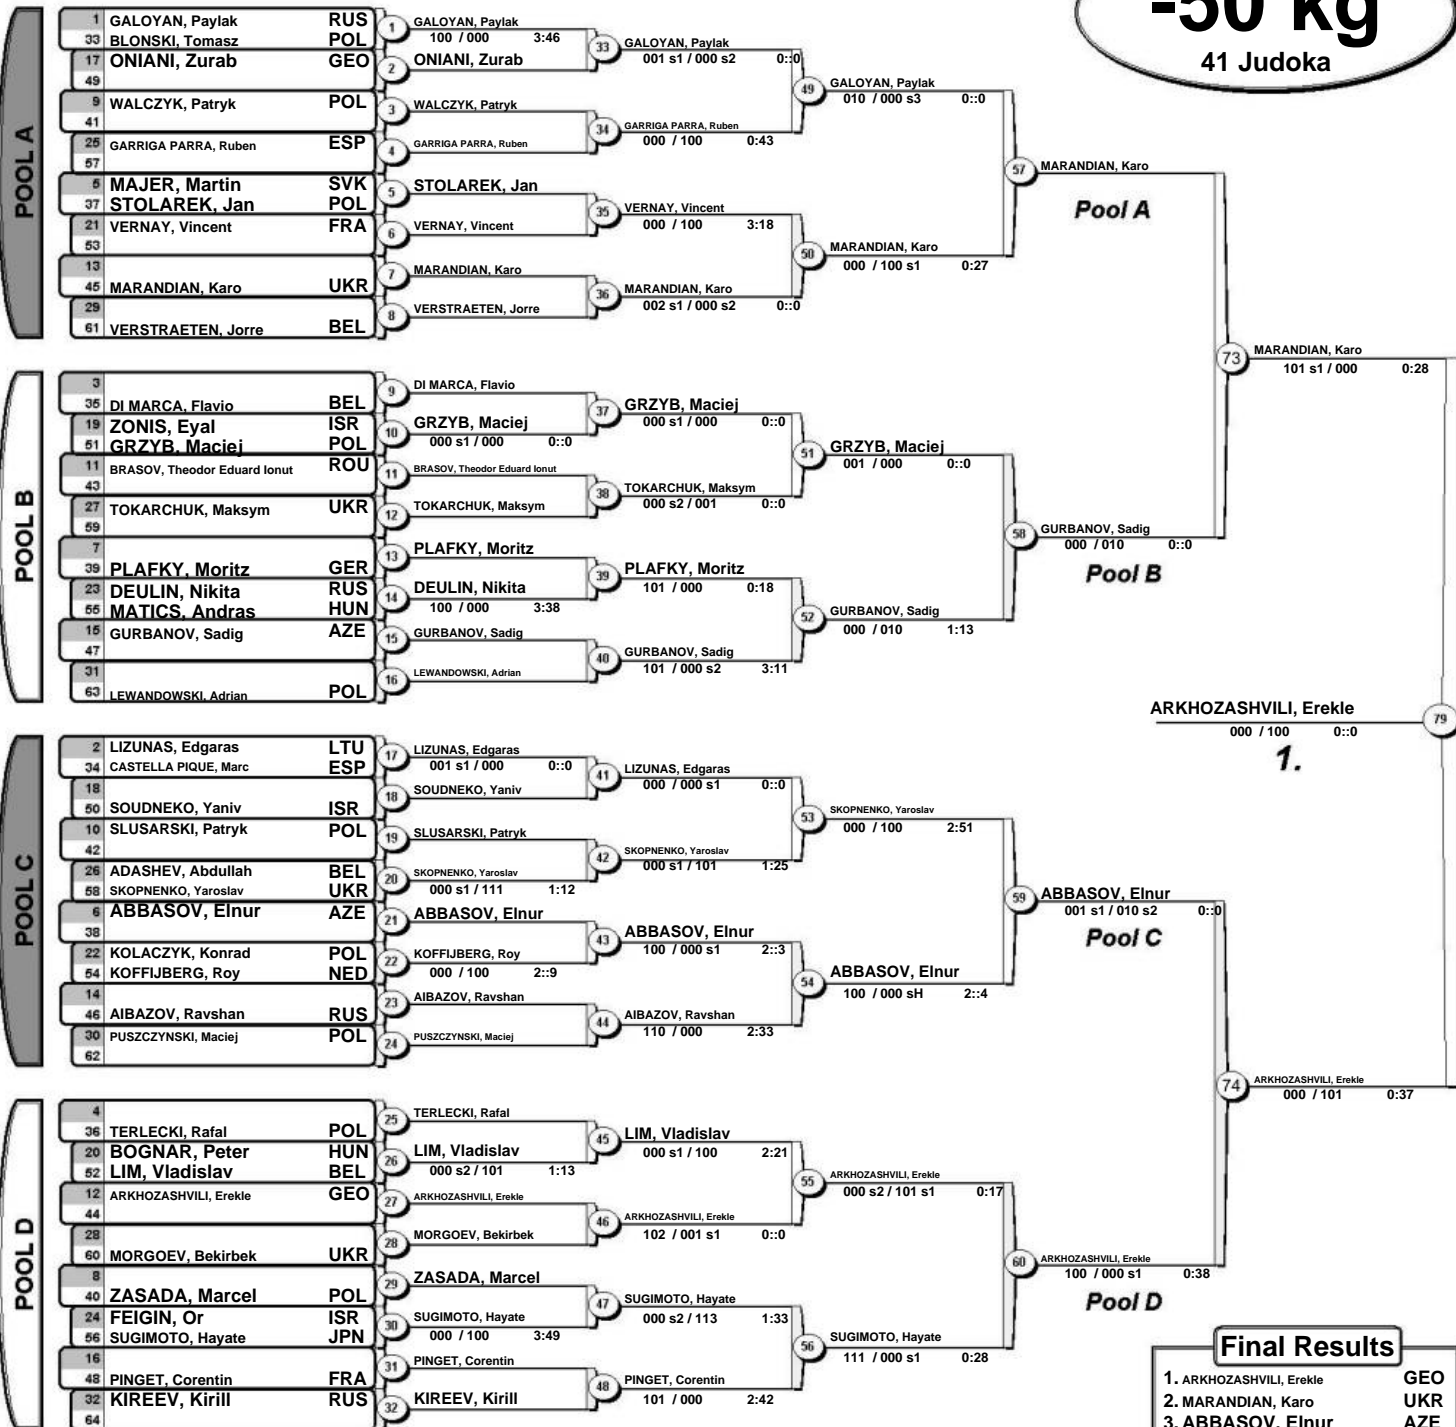 -50 kg
41 Judoka
POOL A
1 GALOYAN, Paylak RUS
33 BLONSKI, Tomasz POL
17 ONIANI, Zurab GEO
49
9 WALCZYK, Patryk POL
41
25 GARRIGA PARRA, Ruben ESP
57
5 MAJER, Martin SVK
37 STOLAREK, Jan POL
21 VERNAY, Vincent FRA
53
13
45 MARANDIAN, Karo UKR
29
61 VERSTRAETEN, Jorre BEL
1 GALOYAN, Paylak
100 / 000 3:46
2 ONIANI, Zurab
3 WALCZYK, Patryk
4 GARRIGA PARRA, Ruben
5 STOLAREK, Jan
6 VERNAY, Vincent
7 MARANDIAN, Karo
8 VERSTRAETEN, Jorre
33 GALOYAN, Paylak
001 s1 / 000 s2 0::0
34 GARRIGA PARRA, Ruben
000 / 100 0:43
35 VERNAY, Vincent
000 / 100 3:18
36 MARANDIAN, Karo
002 s1 / 000 s2 0::0
49 GALOYAN, Paylak
010 / 000 s3 0::0
50 MARANDIAN, Karo
000 / 100 s1 0:27
57 MARANDIAN, Karo
Pool A
POOL B
3
35 DI MARCA, Flavio BEL
19 ZONIS, Eyal ISR
51 GRZYB, Maciej POL
11 BRASOV, Theodor Eduard Ionut ROU
43
27 TOKARCHUK, Maksym UKR
59
7
39 PLAFKY, Moritz GER
23 DEULIN, Nikita RUS
55 MATICS, Andras HUN
15 GURBANOV, Sadig AZE
47
31
63 LEWANDOWSKI, Adrian POL
9 DI MARCA, Flavio
10 GRZYB, Maciej
000 s1 / 000 0::0
11 BRASOV, Theodor Eduard Ionut
12 TOKARCHUK, Maksym
13 PLAFKY, Moritz
14 DEULIN, Nikita
100 / 000 3:38
15 GURBANOV, Sadig
16 LEWANDOWSKI, Adrian
37 GRZYB, Maciej
000 s1 / 000 0::0
38 TOKARCHUK, Maksym
000 s2 / 001 0::0
39 PLAFKY, Moritz
101 / 000 0:18
40 GURBANOV, Sadig
101 / 000 s2 3:11
51 GRZYB, Maciej
001 / 000 0::0
52 GURBANOV, Sadig
000 / 010 1:13
58 GURBANOV, Sadig
000 / 010 0::0
Pool B
73 MARANDIAN, Karo
101 s1 / 000 0:28
ARKHOZASHVILI, Erekle 79
000 / 100 0::0
1.
POOL C
2 LIZUNAS, Edgaras LTU
34 CASTELLA PIQUE, Marc ESP
18
50 SOUDNEKO, Yaniv ISR
10 SLUSARSKI, Patryk POL
42
26 ADASHEV, Abdullah BEL
58 SKOPNENKO, Yaroslav UKR
6 ABBASOV, Elnur AZE
38
22 KOLACZYK, Konrad POL
54 KOFFIJBERG, Roy NED
14
46 AIBAZOV, Ravshan RUS
30 PUSZCZYNSKI, Maciej POL
62
17 LIZUNAS, Edgaras
001 s1 / 000 0::0
18 SOUDNEKO, Yaniv
19 SLUSARSKI, Patryk
20 SKOPNENKO, Yaroslav
000 s1 / 111 1:12
21 ABBASOV, Elnur
22 KOFFIJBERG, Roy
000 / 100 2::9
23 AIBAZOV, Ravshan
24 PUSZCZYNSKI, Maciej
41 LIZUNAS, Edgaras
000 / 000 s1 0::0
42 SKOPNENKO, Yaroslav
000 s1 / 101 1:25
43 ABBASOV, Elnur
100 / 000 s1 2::3
44 AIBAZOV, Ravshan
110 / 000 2:33
53 SKOPNENKO, Yaroslav
000 / 100 2:51
54 ABBASOV, Elnur
100 / 000 sH 2::4
59 ABBASOV, Elnur
001 s1 / 010 s2 0::0
Pool C
POOL D
4
36 TERLECKI, Rafal POL
20 BOGNAR, Peter HUN
52 LIM, Vladislav BEL
12 ARKHOZASHVILI, Erekle GEO
44
28
60 MORGOEV, Bekirbek UKR
8
40 ZASADA, Marcel POL
24 FEIGIN, Or ISR
56 SUGIMOTO, Hayate JPN
16
48 PINGET, Corentin FRA
32 KIREEV, Kirill RUS
64
25 TERLECKI, Rafal
26 LIM, Vladislav
000 s2 / 101 1:13
27 ARKHOZASHVILI, Erekle
28 MORGOEV, Bekirbek
29 ZASADA, Marcel
30 SUGIMOTO, Hayate
000 / 100 3:49
31 PINGET, Corentin
32 KIREEV, Kirill
45 LIM, Vladislav
000 s1 / 100 2:21
46 ARKHOZASHVILI, Erekle
102 / 001 s1 0::0
47 SUGIMOTO, Hayate
000 s2 / 113 1:33
48 PINGET, Corentin
101 / 000 2:42
55 ARKHOZASHVILI, Erekle
000 s2 / 101 s1 0:17
56 SUGIMOTO, Hayate
111 / 000 s1 0:28
60 ARKHOZASHVILI, Erekle
100 / 000 s1 0:38
Pool D
74 ARKHOZASHVILI, Erekle
000 / 101 0:37
Final Results
1. ARKHOZASHVILI, Erekle GEO
2. MARANDIAN, Karo UKR
3. ABBASOV, Elnur AZE